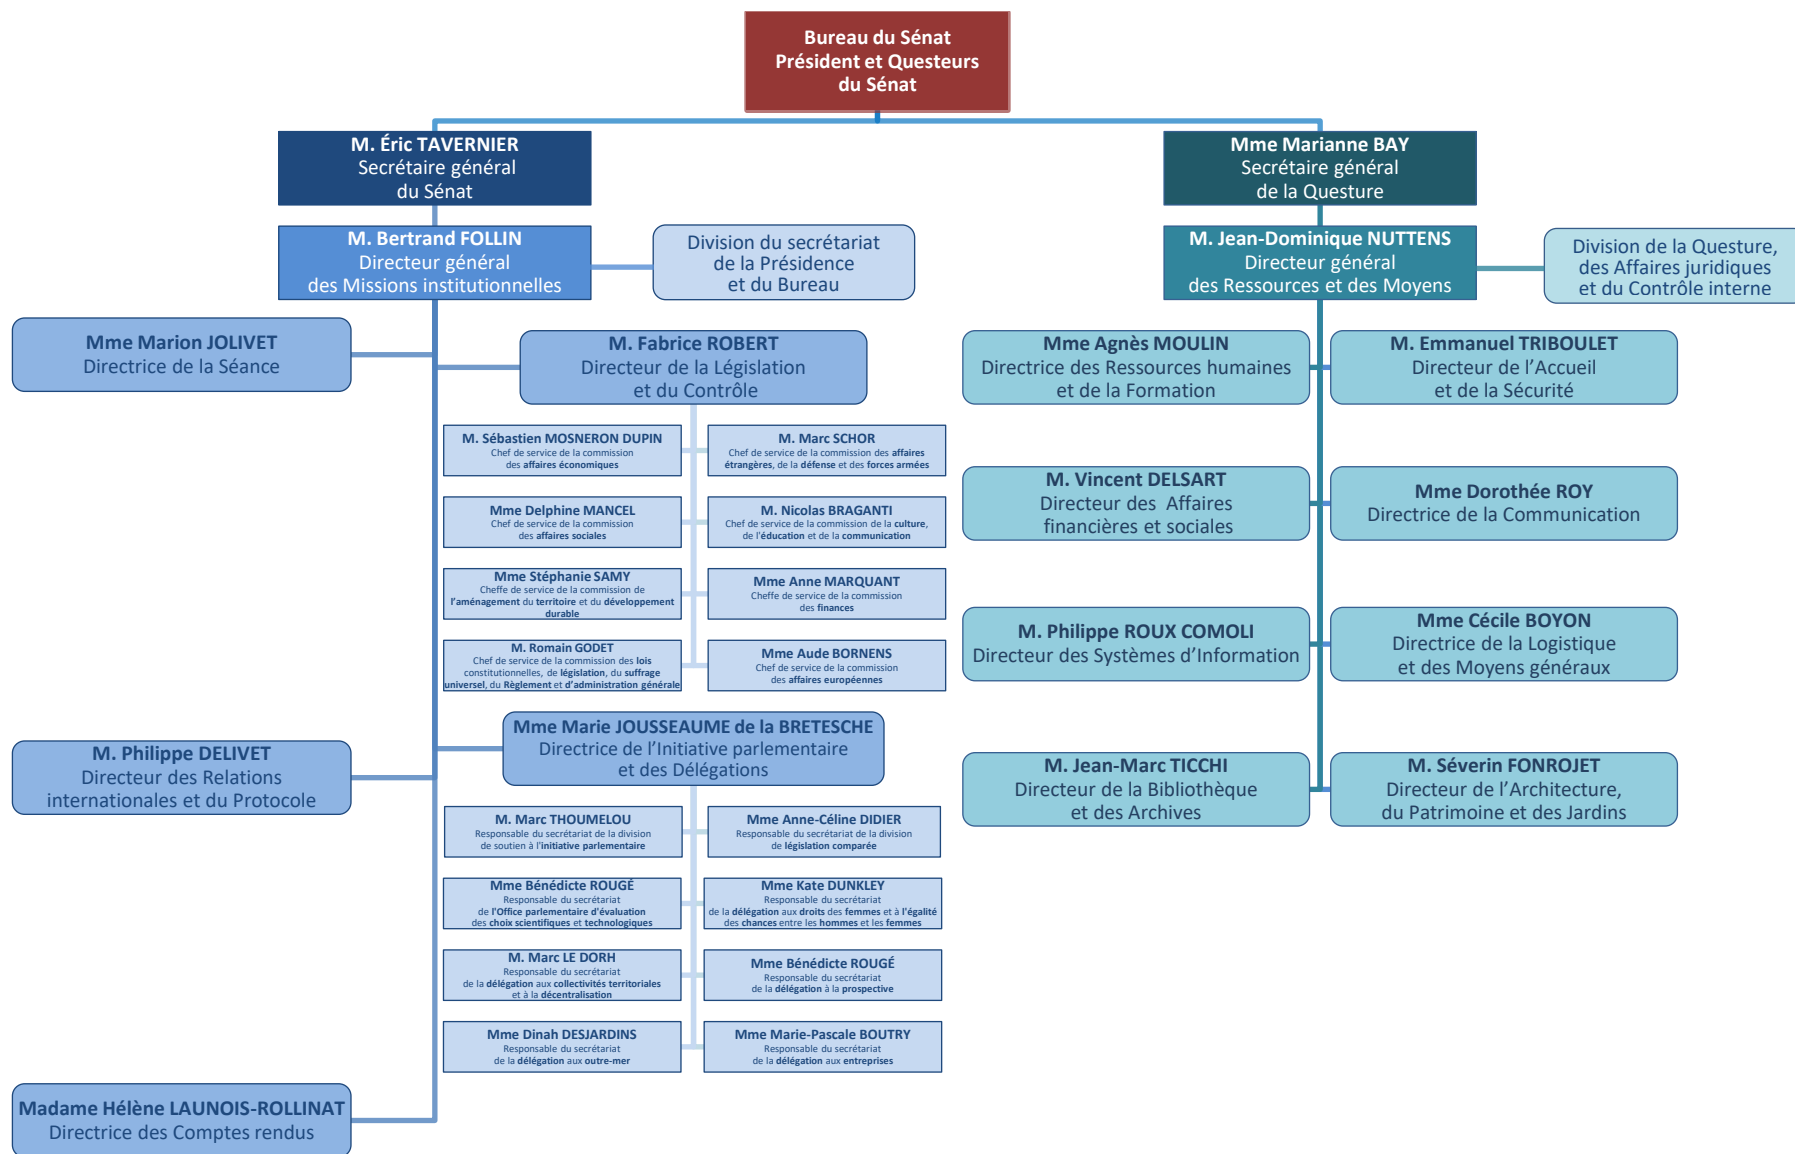 Bureau du Sénat
Président et Questeurs
du Sénat
M. Éric TAVERNIER
Secrétaire général
du Sénat
Mme Marianne BAY
Secrétaire général
de la Questure
M. Bertrand FOLLIN
Directeur général
des Missions institutionnelles
Division du secrétariat
de la Présidence
et du Bureau
M. Jean-Dominique NUTTENS
Directeur général
des Ressources et des Moyens
Division de la Questure,
des Affaires juridiques
et du Contrôle interne
Mme Marion JOLIVET
Directrice de la Séance
M. Fabrice ROBERT
Directeur de la Législation
et du Contrôle
M. Sébastien MOSNERON DUPIN
Chef de service de la commission
des affaires économiques
M. Marc SCHOR
Chef de service de la commission des affaires
étrangères, de la défense et des forces armées
Mme Delphine MANCEL
Chef de service de la commission
des affaires sociales
M. Nicolas BRAGANTI
Chef de service de la commission de la culture,
de l'éducation et de la communication
Mme Stéphanie SAMY
Cheffe de service de la commission de
l'aménagement du territoire et du développement
durable
Mme Anne MARQUANT
Cheffe de service de la commission
des finances
M. Romain GODET
Chef de service de la commission des lois
constitutionnelles, de législation, du suffrage
universel, du Règlement et d'administration générale
Mme Aude BORNENS
Chef de service de la commission
des affaires européennes
M. Philippe DELIVET
Directeur des Relations
internationales et du Protocole
Mme Marie JOUSSEAUME de la BRETESCHE
Directrice de l'Initiative parlementaire
et des Délégations
M. Marc THOUMELOU
Responsable du secrétariat de la division
de soutien à l'initiative parlementaire
Mme Anne-Céline DIDIER
Responsable du secrétariat de la division
de législation comparée
Mme Bénédicte ROUGÉ
Responsable du secrétariat
de l'Office parlementaire d'évaluation
des choix scientifiques et technologiques
Mme Kate DUNKLEY
Responsable du secrétariat
de la délégation aux droits des femmes et à l'égalité
des chances entre les hommes et les femmes
M. Marc LE DORH
Responsable du secrétariat
de la délégation aux collectivités territoriales
et à la décentralisation
Mme Bénédicte ROUGÉ
Responsable du secrétariat
de la délégation à la prospective
Mme Dinah DESJARDINS
Responsable du secrétariat
de la délégation aux outre-mer
Mme Marie-Pascale BOUTRY
Responsable du secrétariat
de la délégation aux entreprises
Madame Hélène LAUNOIS-ROLLINAT
Directrice des Comptes rendus
Mme Agnès MOULIN
Directrice des Ressources humaines
et de la Formation
M. Emmanuel TRIBOULET
Directeur de l'Accueil
et de la Sécurité
M. Vincent DELSART
Directeur des Affaires
financières et sociales
Mme Dorothée ROY
Directrice de la Communication
M. Philippe ROUX COMOLI
Directeur des Systèmes d'Information
Mme Cécile BOYON
Directrice de la Logistique
et des Moyens généraux
M. Jean-Marc TICCHI
Directeur de la Bibliothèque
et des Archives
M. Séverin FONROJET
Directeur de l'Architecture,
du Patrimoine et des Jardins